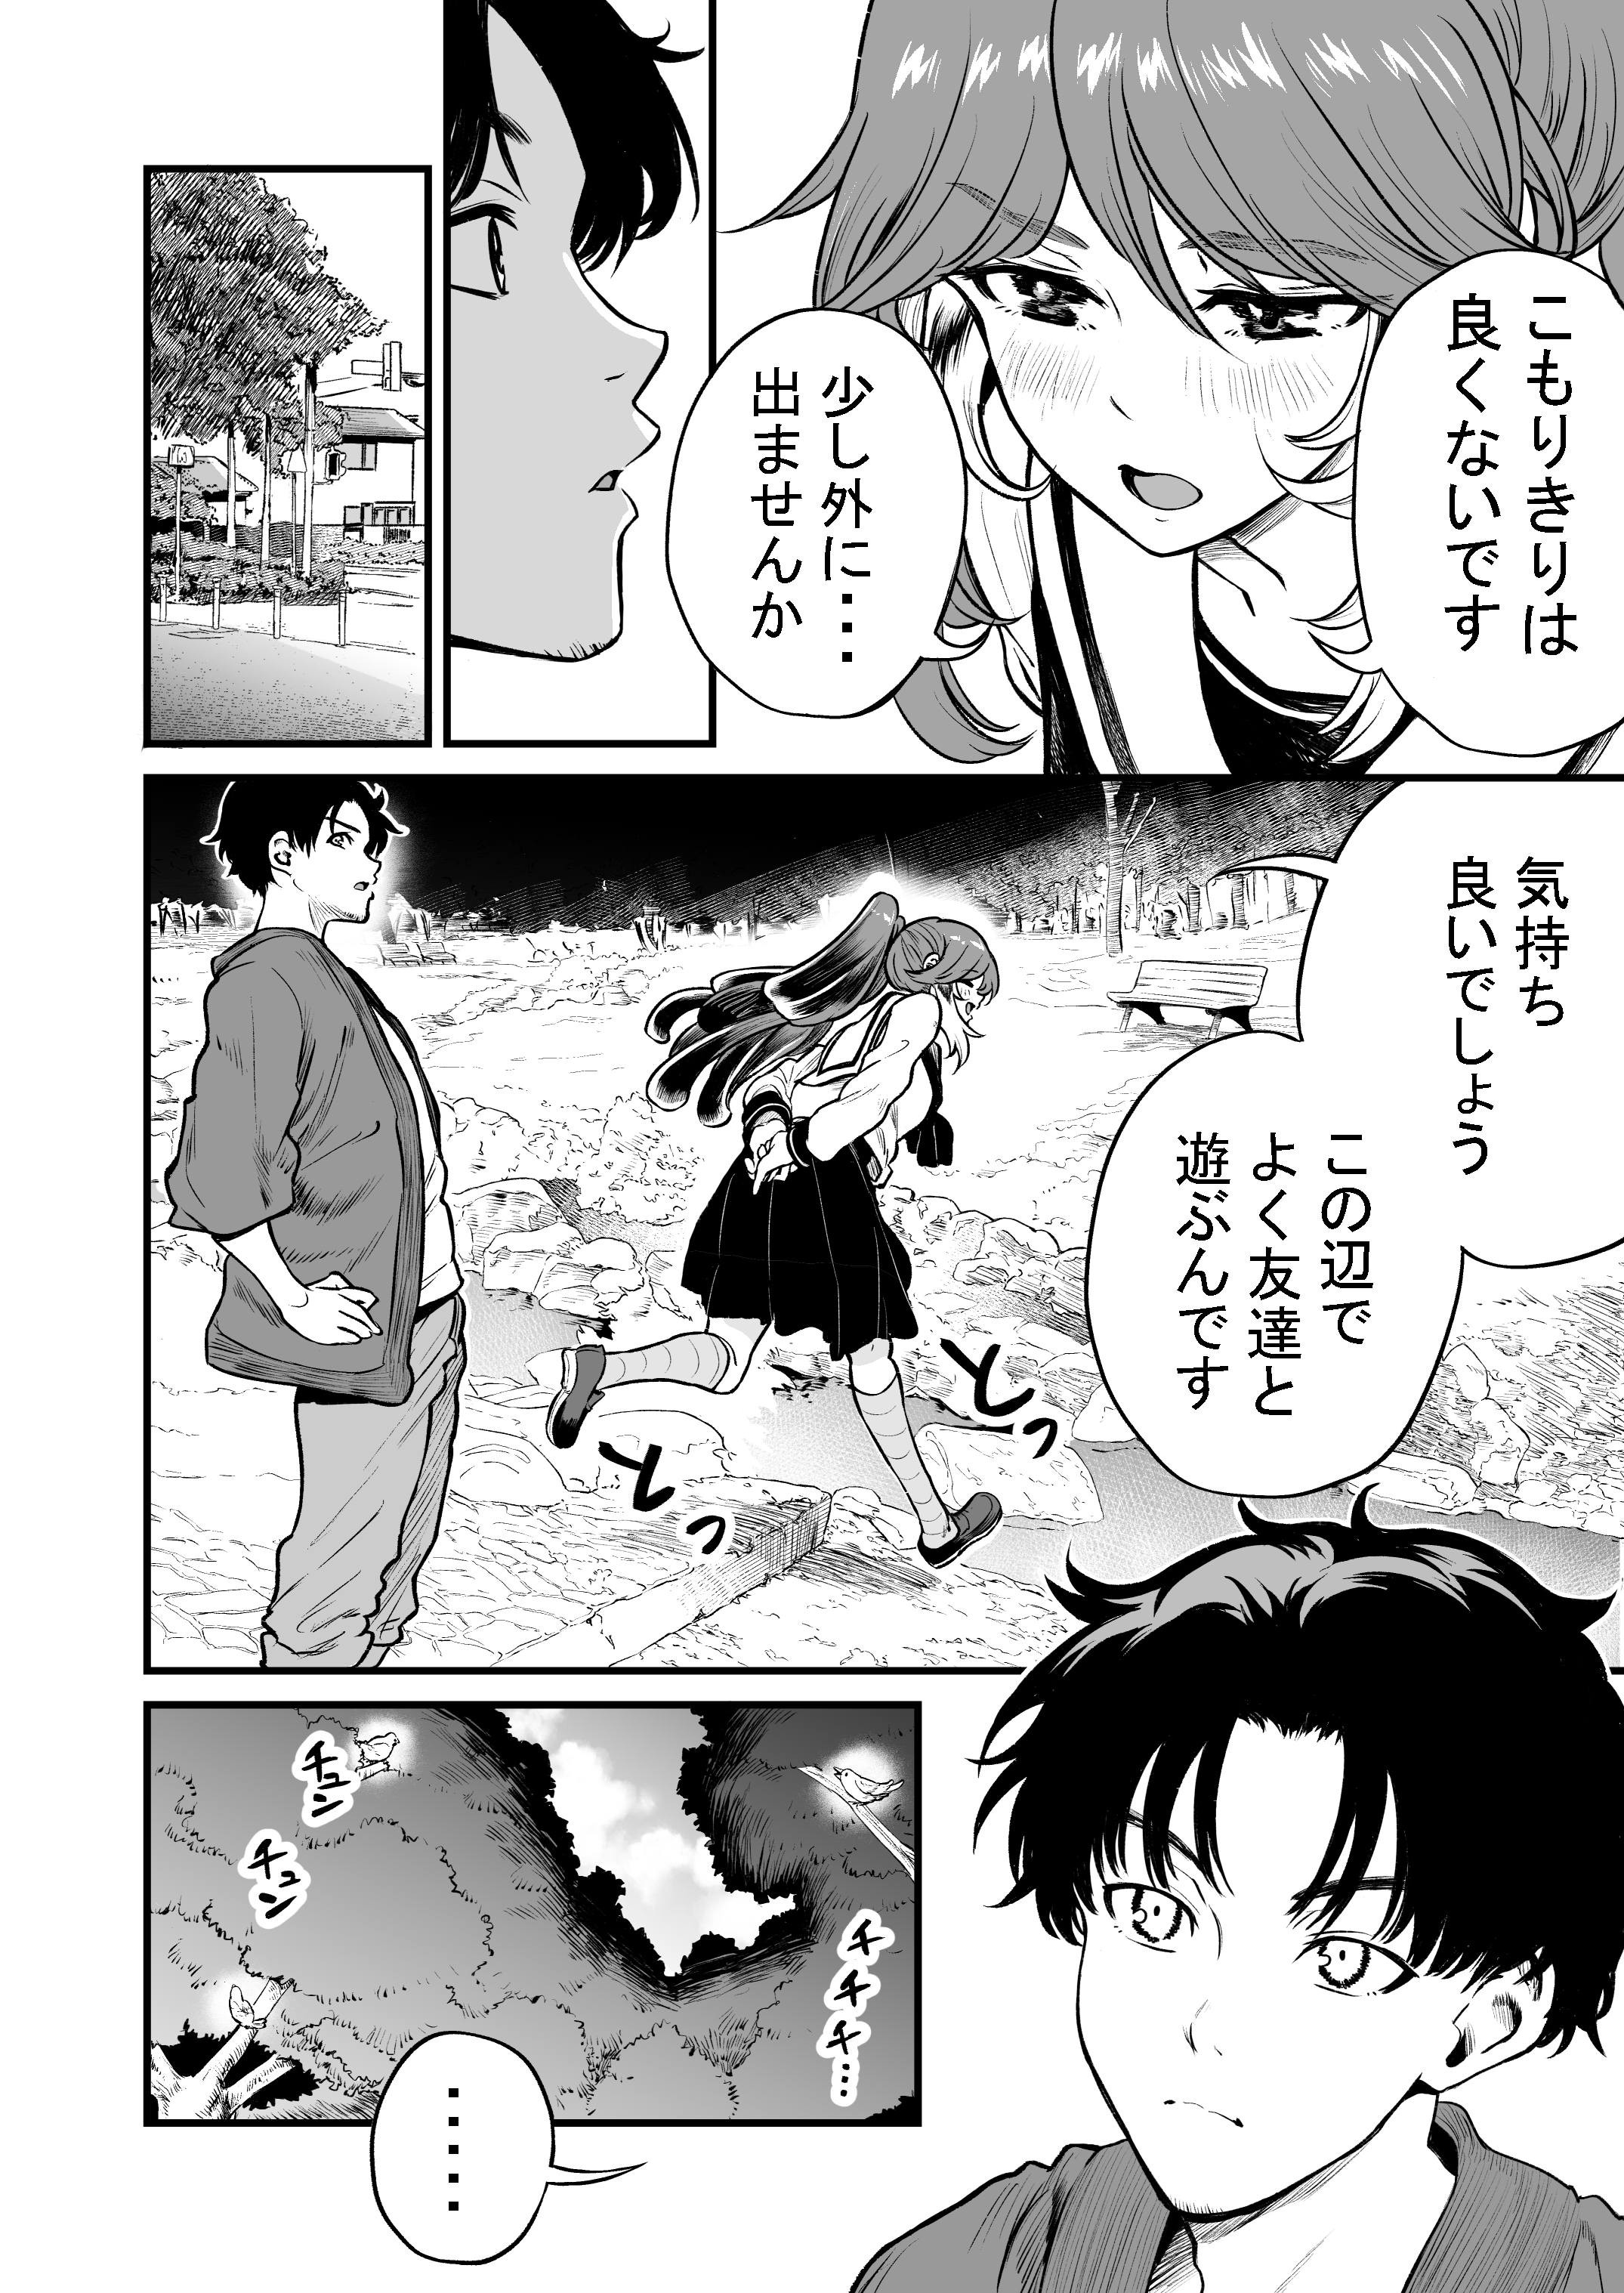 こもりきりは
良くないです
少し外に・・・
出ませんか
気持ち
良いでしょう
この辺で
よく友達と
遊ぶんです
とっ
とっ
チュン
チュン
チチチ…
・・・・・